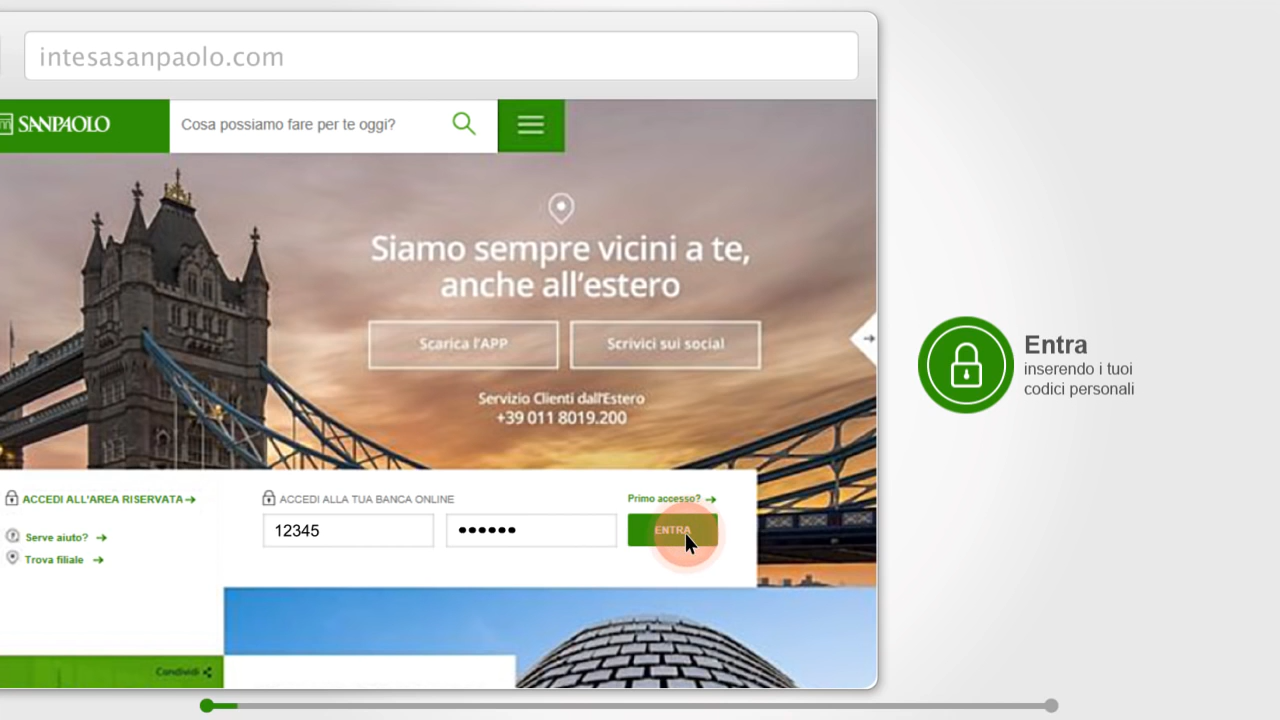 intesasanpaolo.com
SANPAOLO
Cosa possiamo fare per te oggi?
Siamo sempre vicini a te,
anche all'estero
Scarica l'APP
Scrivici sui social
Servizio Clienti dall'Estero
+39 011 8019.200
Entra
inserendo i tuoi
codici personali
ACCEDI ALL'AREA RISERVATA
ACCEDI ALLA TUA BANCA ONLINE
Primo accesso?
12345
ENTRA
Serve aiuto?
Trova filiale
Condividi